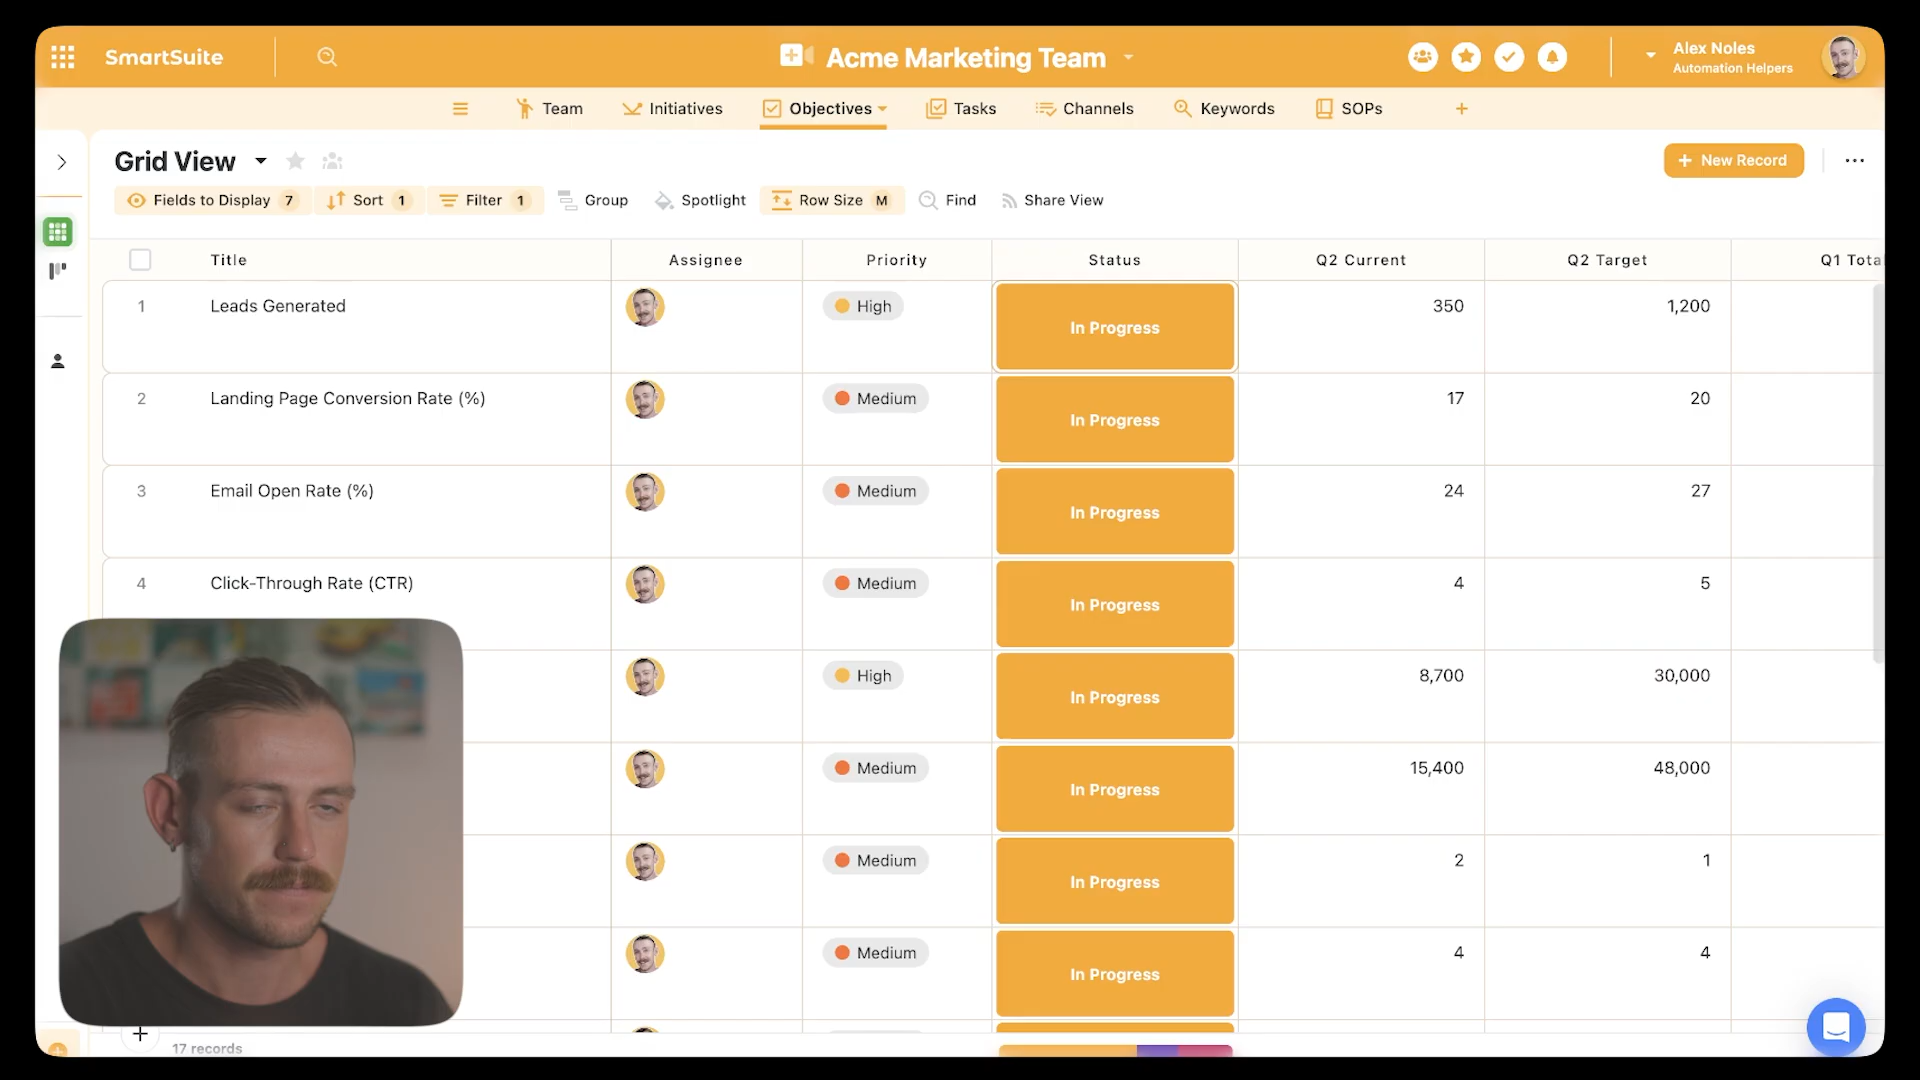 SmartSuite
Acme Marketing Team
Alex Noles
Automation Helpers
Team
Initiatives
Objectives
Tasks
Channels
Keywords
SOPs
Grid View
New Record
Fields to Display 7
Sort 1
Filter 1
Group
Spotlight
Row Size M
Find
Share View
Title Assignee Priority Status Q2 Current Q2 Target Q1 Tota
1 Leads Generated High In Progress 350 1,200
2 Landing Page Conversion Rate (%) Medium In Progress 17 20
3 Email Open Rate (%) Medium In Progress 24 27
4 Click-Through Rate (CTR) Medium In Progress 4 5
High In Progress 8,700 30,000
Medium In Progress 15,400 48,000
Medium In Progress 2 1
Medium In Progress 4 4
17 records